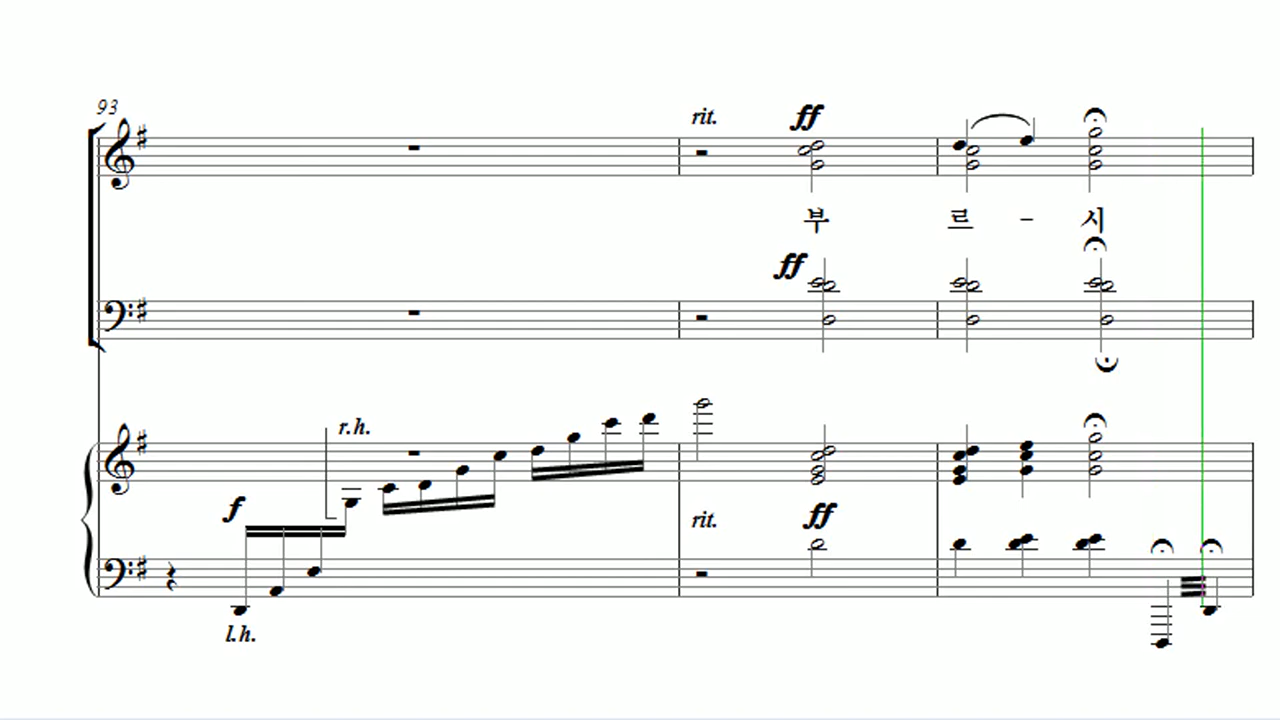 93
rit.
ff
부 르 - 시
ff
r.h.
f
rit.
ff
l.h.